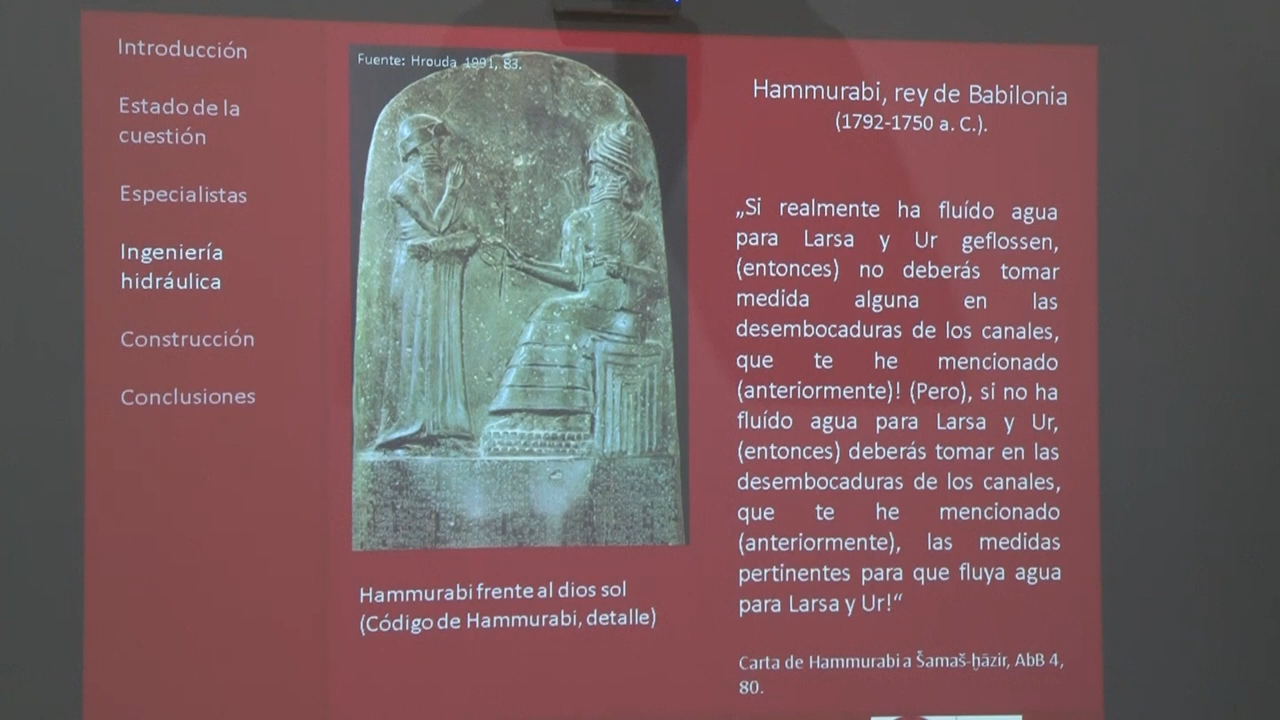 Introducción
Estado de la
cuestión
Especialistas
Ingeniería
hidráulica
Construcción
Conclusiones
Fuente: Hrouda 1991, 83.
Hammurabi frente al dios sol
(Código de Hammurabi, detalle)
Hammurabi, rey de Babilonia
(1792-1750 a. C.).
„Si realmente ha fluído agua
para Larsa y Ur geflossen,
(entonces) no deberás tomar
medida alguna en las
desembocaduras de los canales,
que te he mencionado
(anteriormente)! (Pero), si no ha
fluído agua para Larsa y Ur,
(entonces) deberás tomar en las
desembocaduras de los canales,
que te he mencionado
(anteriormente), las medidas
pertinentes para que fluya agua
para Larsa y Ur!“
Carta de Hammurabi a Šamaš-ḫāzir, AbB 4,
80.